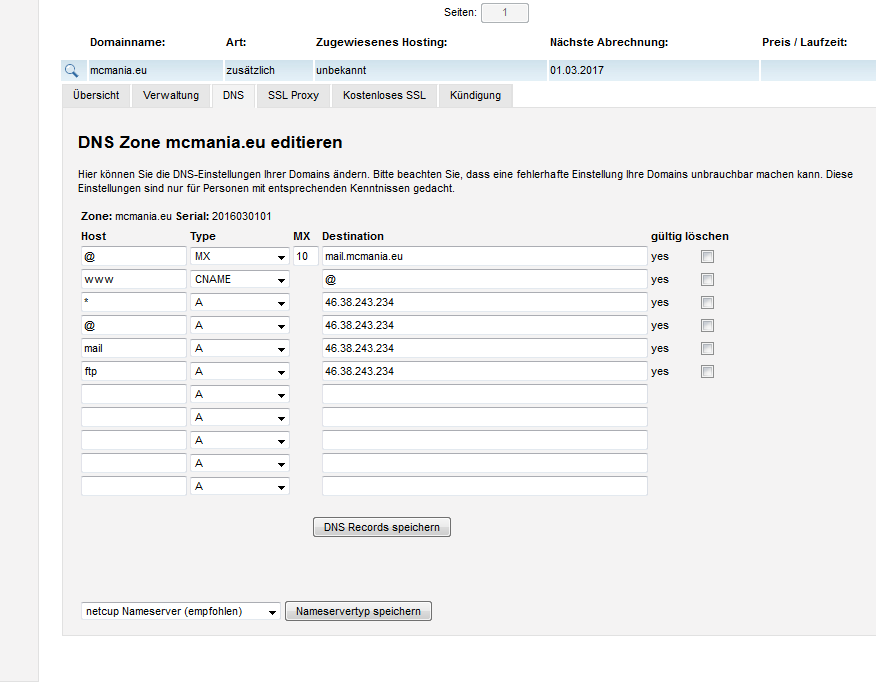 Seiten: 1
Domainname: Art: Zugewiesenes Hosting: Nächste Abrechnung: Preis / Laufzeit:
mcmania.eu zusätzlich unbekannt 01.03.2017
Übersicht Verwaltung DNS SSL Proxy Kostenloses SSL Kündigung
DNS Zone mcmania.eu editieren
Hier können Sie die DNS-Einstellungen Ihrer Domains ändern. Bitte beachten Sie, dass eine fehlerhafte Einstellung Ihre Domains unbrauchbar machen kann. Diese
Einstellungen sind nur für Personen mit entsprechenden Kenntnissen gedacht.
Zone: mcmania.eu Serial: 2016030101
Host Type MX Destination gültig löschen
@ MX 10 mail.mcmania.eu yes
www CNAME @ yes
* A 46.38.243.234 yes
@ A 46.38.243.234 yes
mail A 46.38.243.234 yes
ftp A 46.38.243.234 yes
A
A
A
A
A
DNS Records speichern
netcup Nameserver (empfohlen) Nameservertyp speichern